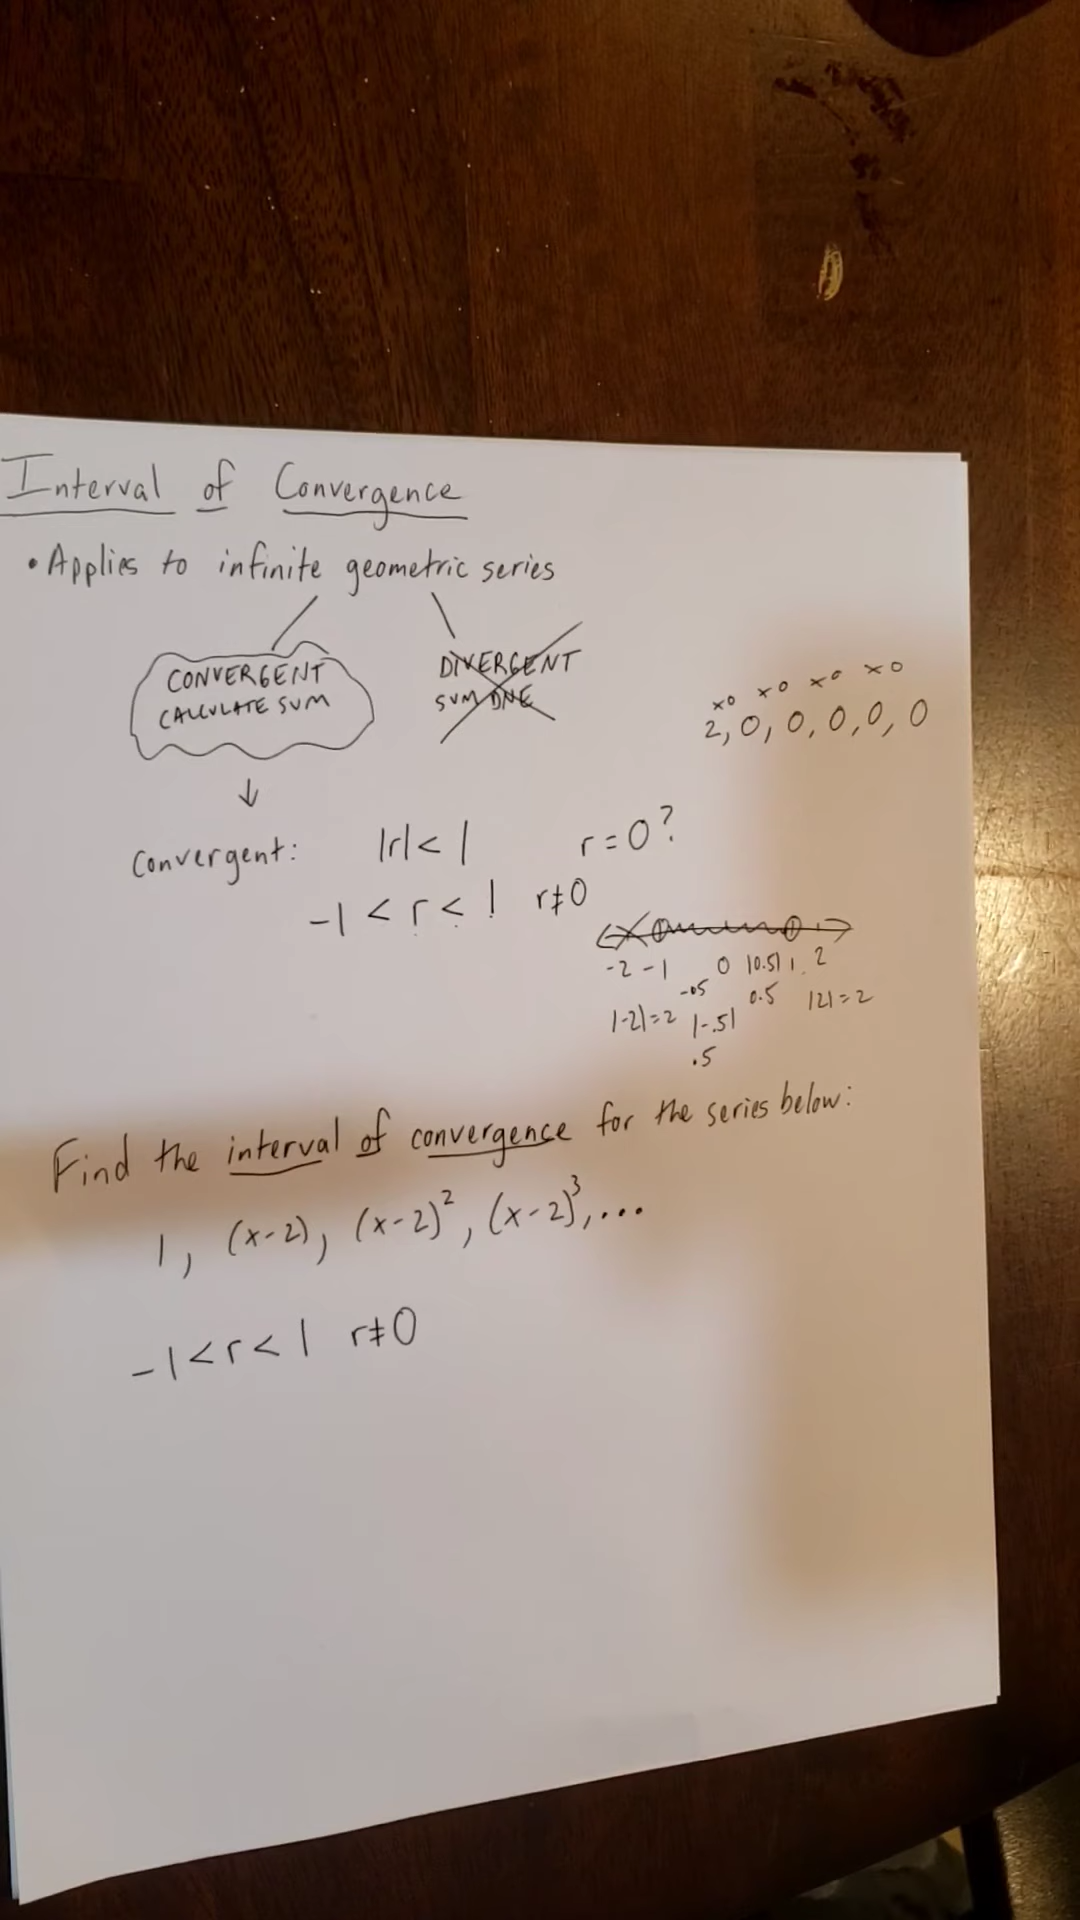 Interval of Convergence
• Applies to infinite geometric series
CONVERGENT
CALCULATE SUM
DIVERGENT
SUM DNE
x0 x0 x0 x0
2, 0, 0, 0, 0, 0
Convergent: |r| < 1 r = 0?
-1 < r < 1 r≠0
-2 -1 0 |0.5| 1 2
-.05 0.5
|-2|=2 |-.5| |2|=2
.5
Find the interval of convergence for the series below:
1, (x-2), (x-2)², (x-2)³, ...
-1 < r < 1 r≠0